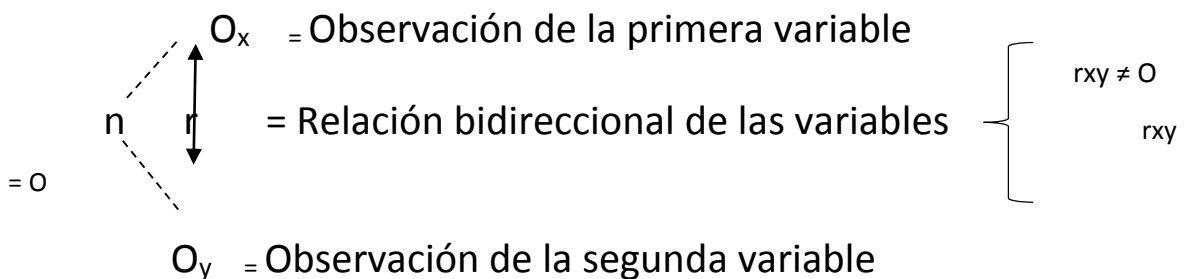 Ox = Observación de la primera variable
rxy ≠ O
n r = Relación bidireccional de las variables
rxy
= O
Oy = Observación de la segunda variable